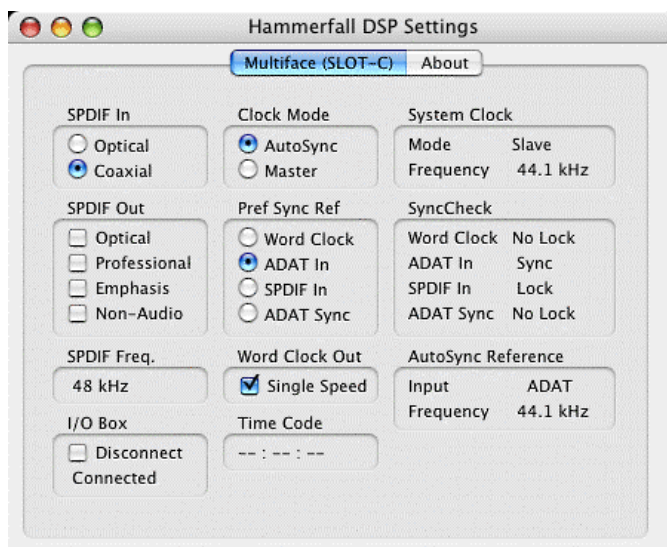 Hammerfall DSP Settings
Multiface (SLOT-C) About
SPDIF In
Optical
Coaxial
Clock Mode
AutoSync
Master
System Clock
Mode Slave
Frequency 44.1 kHz
SPDIF Out
Optical
Professional
Emphasis
Non-Audio
Pref Sync Ref
Word Clock
ADAT In
SPDIF In
ADAT Sync
SyncCheck
Word Clock No Lock
ADAT In Sync
SPDIF In Lock
ADAT Sync No Lock
SPDIF Freq.
48 kHz
Word Clock Out
Single Speed
AutoSync Reference
Input ADAT
Frequency 44.1 kHz
I/O Box
Disconnect
Connected
Time Code
-- : -- : --